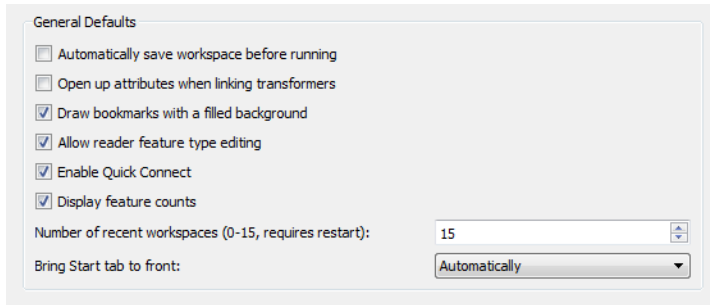 General Defaults
Automatically save workspace before running
Open up attributes when linking transformers
Draw bookmarks with a filled background
Allow reader feature type editing
Enable Quick Connect
Display feature counts
Number of recent workspaces (0-15, requires restart): 15
Bring Start tab to front: Automatically